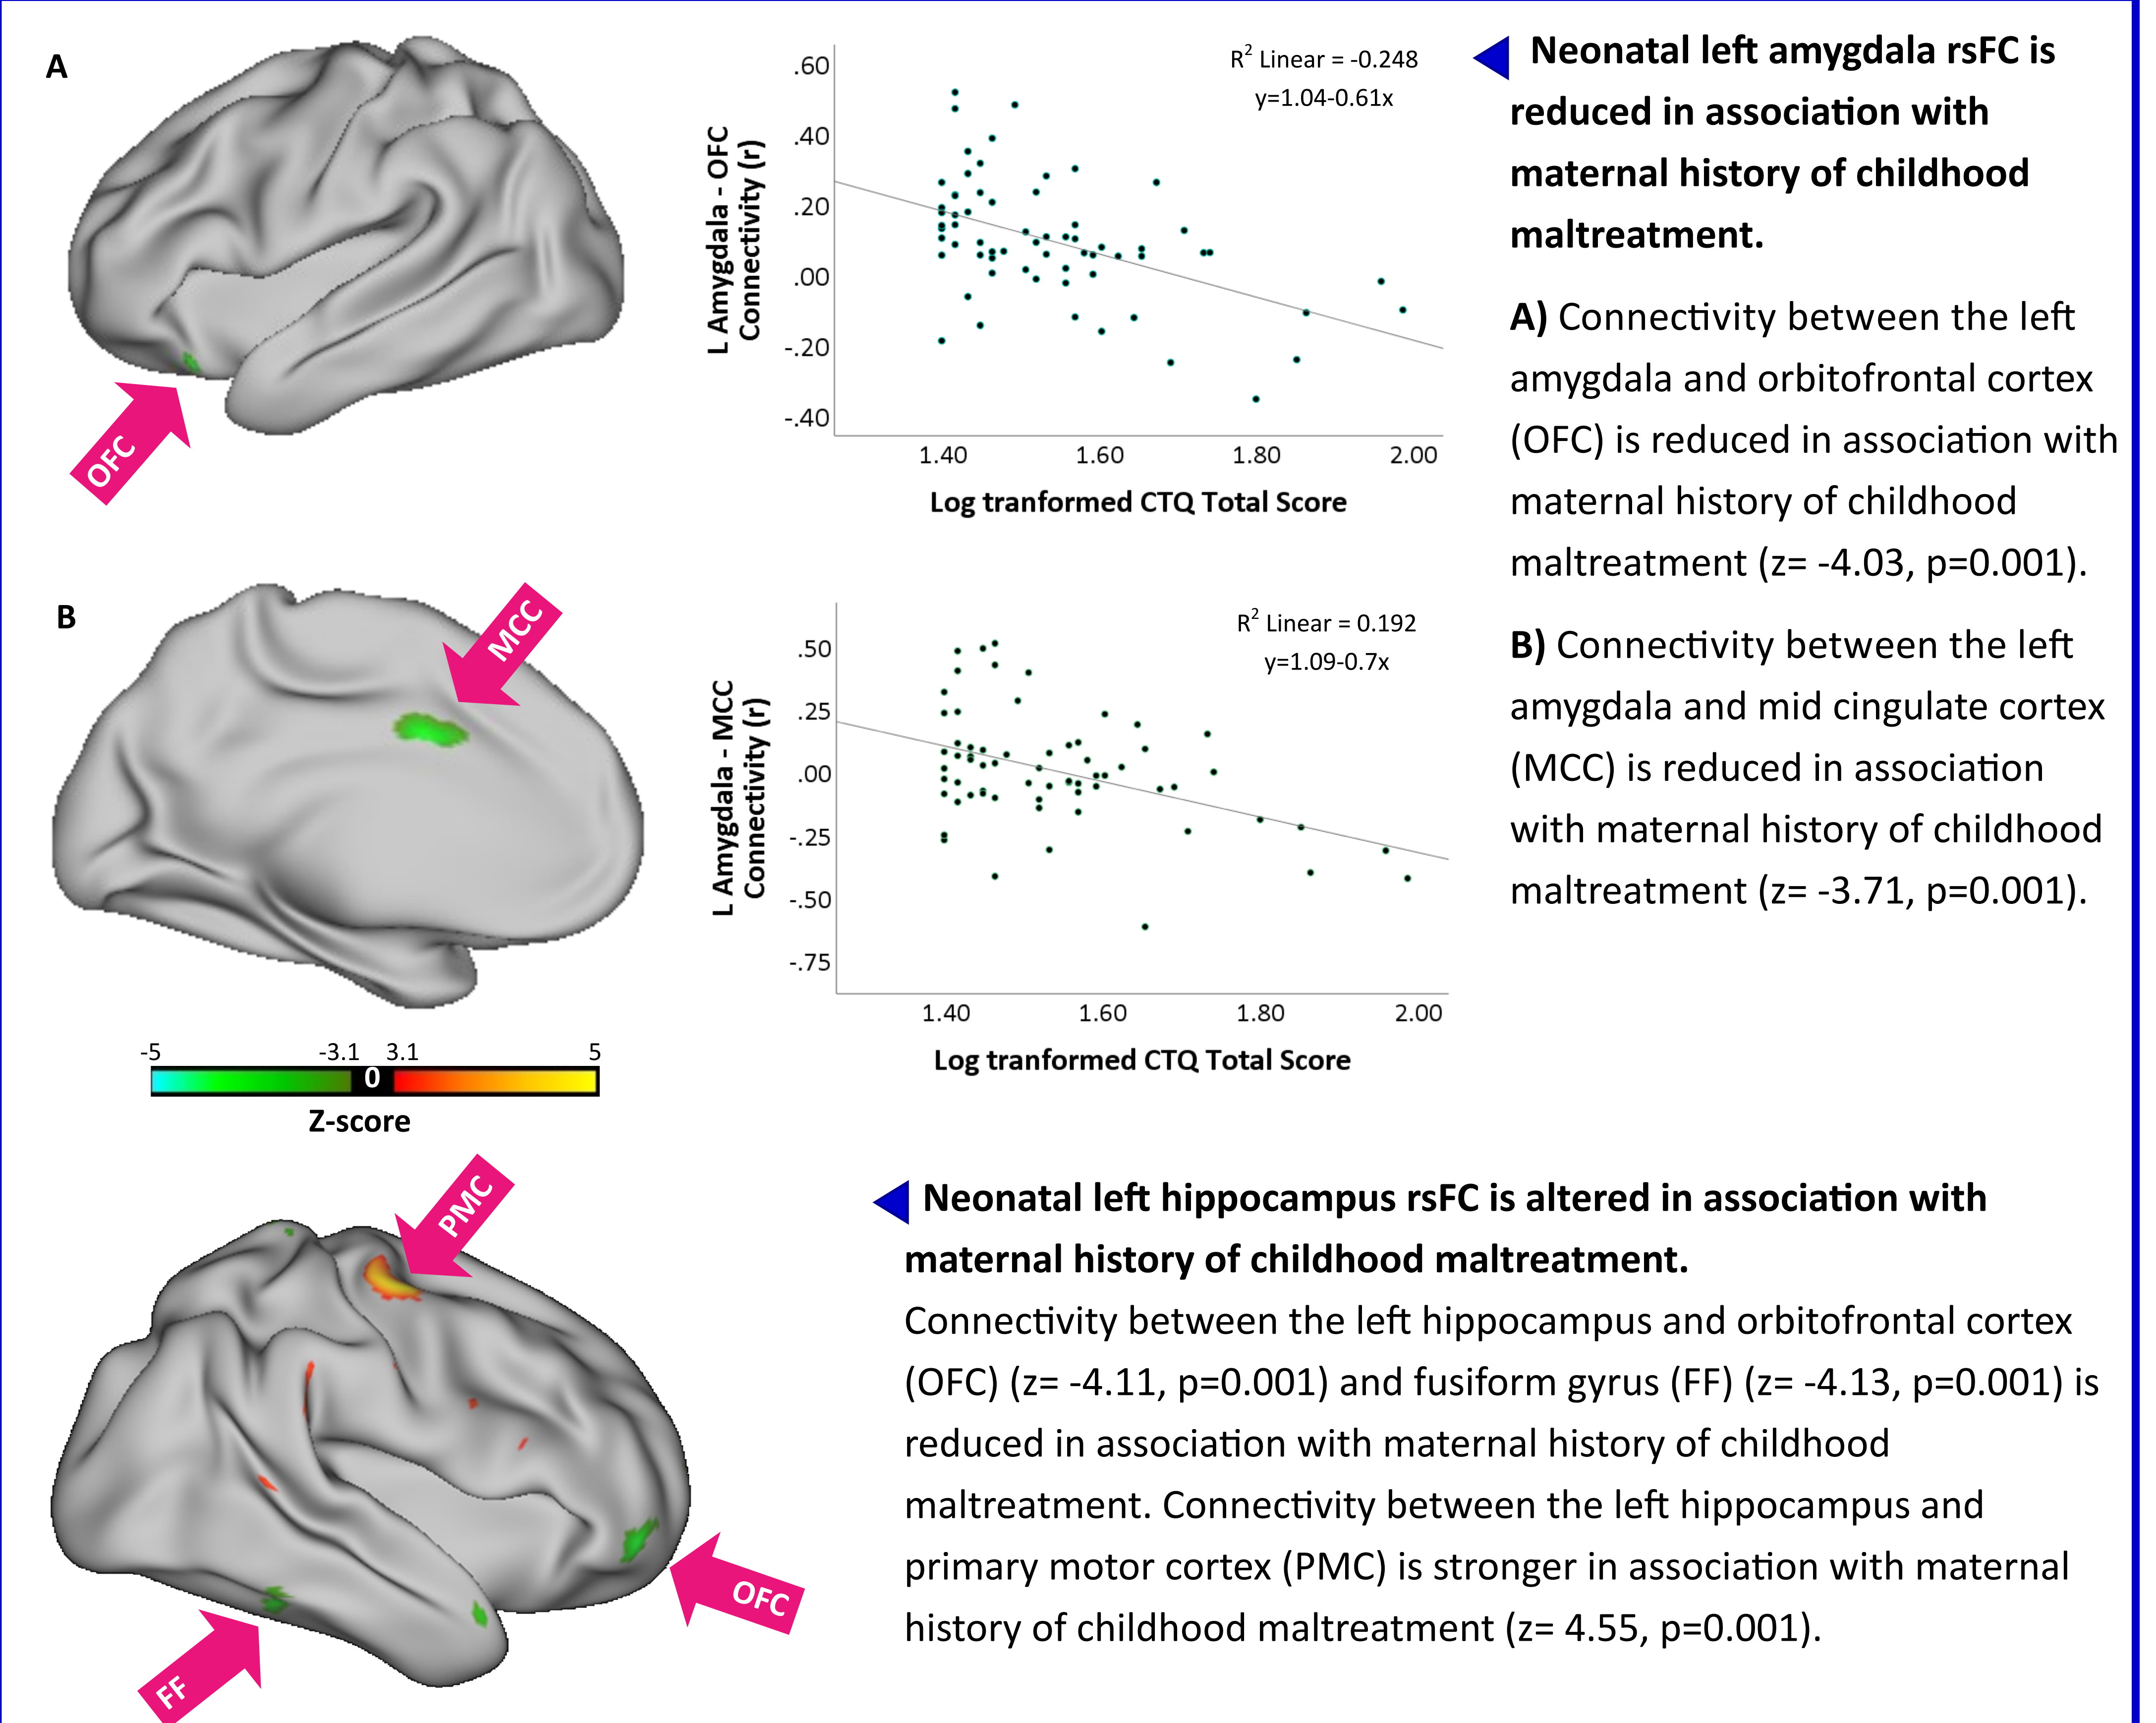 A
OFC
.60
.40
.20
.00
-.20
-.40
L Amygdala - OFC
Connectivity (r)
R² Linear = -0.248
y=1.04-0.61x
1.40 1.60 1.80 2.00
Log tranformed CTQ Total Score
Neonatal left amygdala rsFC is
reduced in association with
maternal history of childhood
maltreatment.
A) Connectivity between the left
amygdala and orbitofrontal cortex
(OFC) is reduced in association with
maternal history of childhood
maltreatment (z= -4.03, p=0.001).
B
MCC
.50
.25
.00
-.25
-.50
-.75
L Amygdala - MCC
Connectivity (r)
R² Linear = 0.192
y=1.09-0.7x
1.40 1.60 1.80 2.00
Log tranformed CTQ Total Score
B) Connectivity between the left
amygdala and mid cingulate cortex
(MCC) is reduced in association
with maternal history of childhood
maltreatment (z= -3.71, p=0.001).
-5 -3.1 3.1 5
0
Z-score
PMC
OFC
FF
Neonatal left hippocampus rsFC is altered in association with
maternal history of childhood maltreatment.
Connectivity between the left hippocampus and orbitofrontal cortex
(OFC) (z= -4.11, p=0.001) and fusiform gyrus (FF) (z= -4.13, p=0.001) is
reduced in association with maternal history of childhood
maltreatment. Connectivity between the left hippocampus and
primary motor cortex (PMC) is stronger in association with maternal
history of childhood maltreatment (z= 4.55, p=0.001).